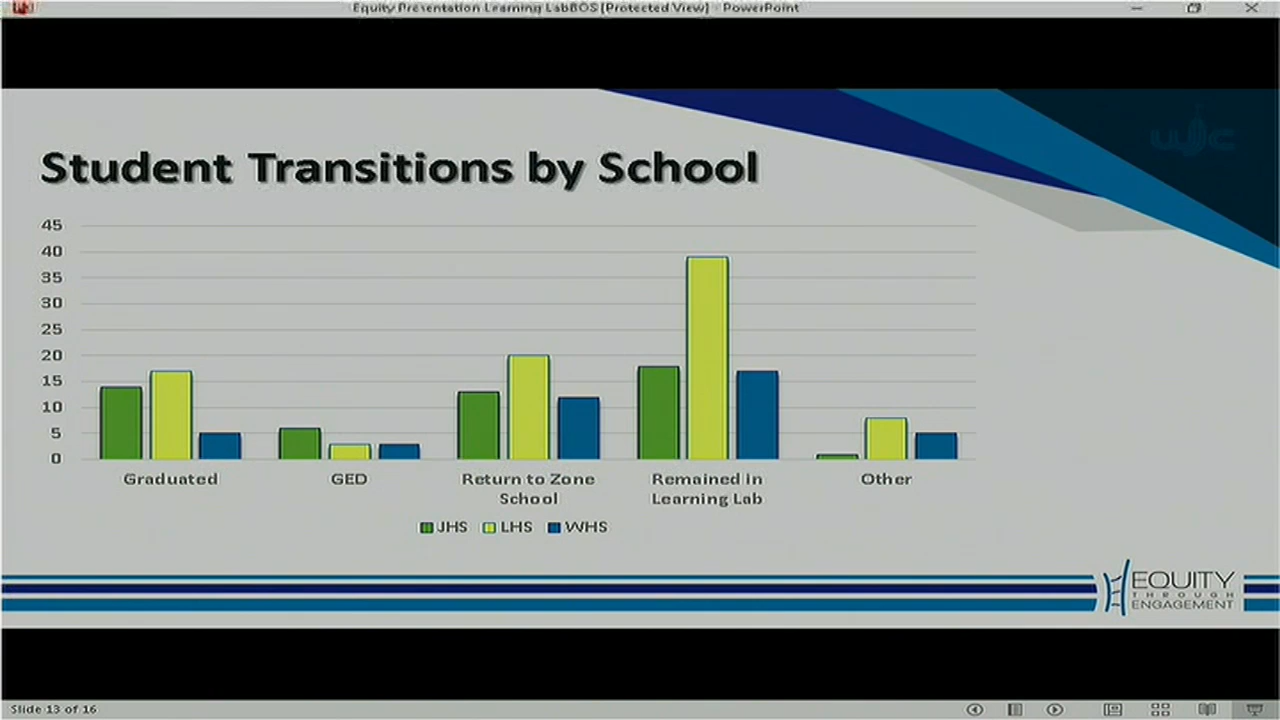 Equity Presentation Learning LabBOS [Protected View] - PowerPoint
wjc
Student Transitions by School
45
40
35
30
25
20
15
10
5
0
Graduated
GED
Return to Zone School
Remained in Learning Lab
Other
JHS LHS WHS
EQUITY
THROUGH
ENGAGEMENT
Slide 13 of 16